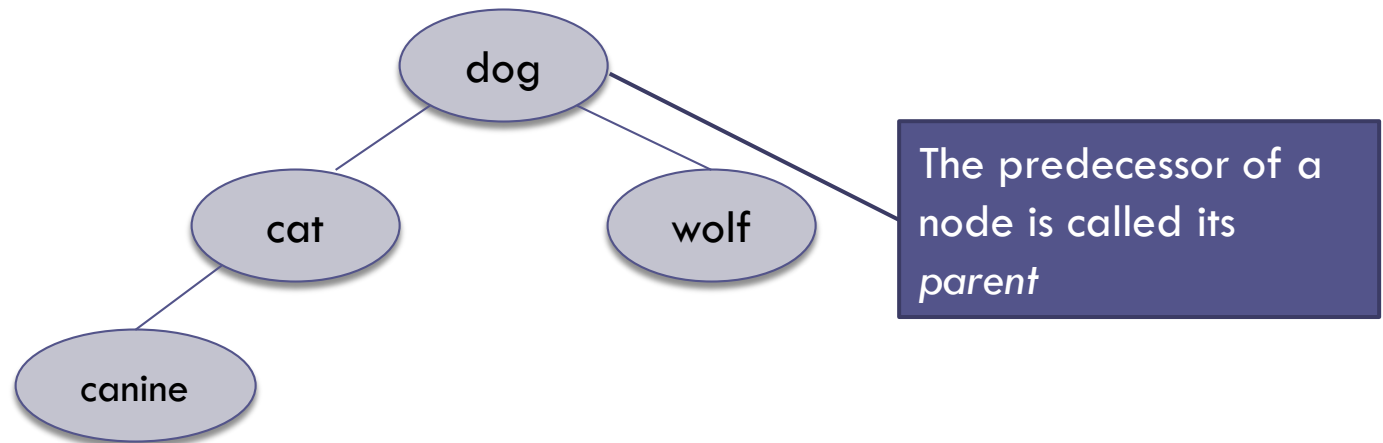 dog
cat
wolf
canine
The predecessor of a
node is called its
parent